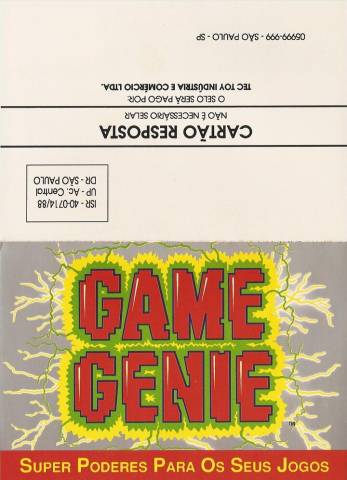 05999-999 - SÃO PAULO - SP
TEC TOY INDÚSTRIA E COMÉRCIO LTDA.
O SELO SERÁ PAGO POR:
NÃO É NECESSÁRIO SELAR
CARTÃO RESPOSTA
ISR - 40-0714/88
UP - Ac. Central
DR - SÃO PAULO
GAME
GENIE
TM
SUPER PODERES PARA OS SEUS JOGOS